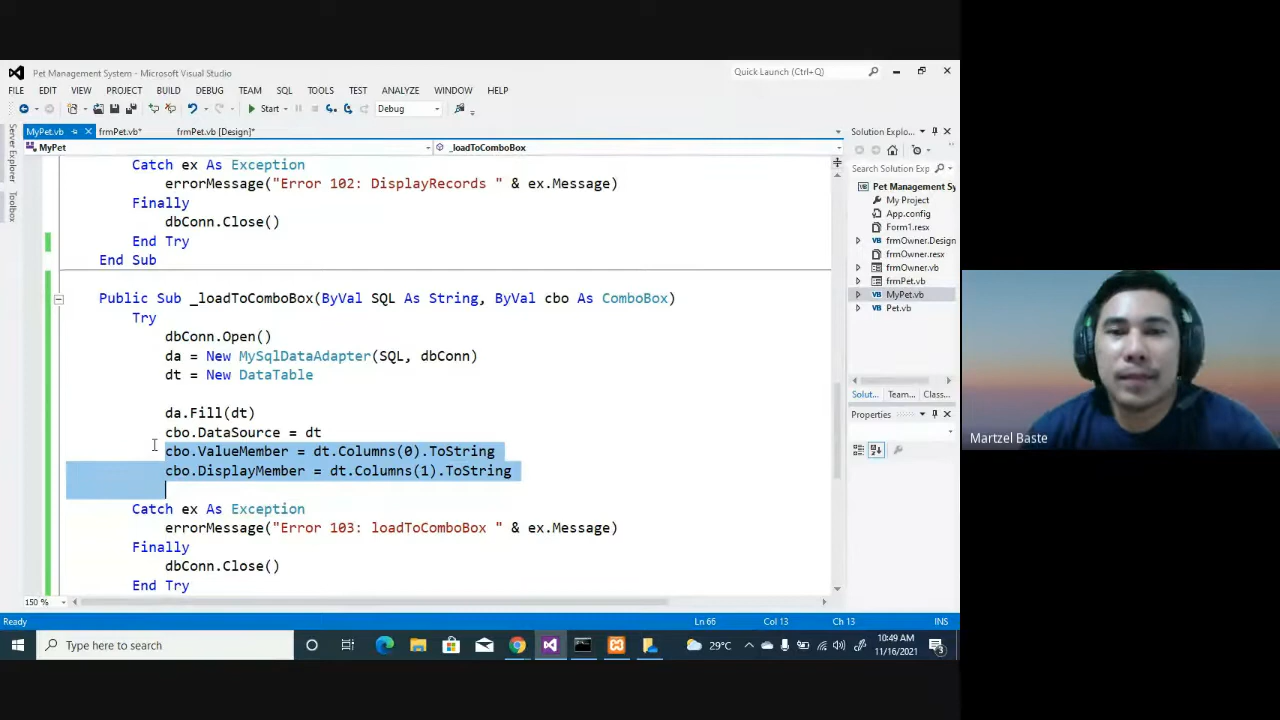 Pet Management System - Microsoft Visual Studio
Quick Launch (Ctrl+Q)
FILE EDIT VIEW PROJECT BUILD DEBUG TEAM SQL TOOLS TEST ARCHITECTURE ANALYZE WINDOW HELP
Start Debug
MyPet.vb frmPet.vb* frmPet.vb [Design]*
Server Explorer
Toolbox
MyPet _loadToComboBox
Catch ex As Exception
errorMessage("Error 102: DisplayRecords " & ex.Message)
Finally
dbConn.Close()
End Try
End Sub
Public Sub _loadToComboBox(ByVal SQL As String, ByVal cbo As ComboBox)
Try
dbConn.Open()
da = New MySqlDataAdapter(SQL, dbConn)
dt = New DataTable
da.Fill(dt)
cbo.DataSource = dt
cbo.ValueMember = dt.Columns(0).ToString
cbo.DisplayMember = dt.Columns(1).ToString
Catch ex As Exception
errorMessage("Error 103: loadToComboBox " & ex.Message)
Finally
dbConn.Close()
End Try
150 %
Solution Explo...
Search Solution Explo
Pet Management Sy
My Project
App.config
Form1.resx
frmOwner.Design
frmOwner.resx
frmOwner.vb
frmPet.vb
MyPet.vb
Pet.vb
Solut... Team... Class...
Properties
Ready Ln 66 Col 13 Ch 13 INS
Type here to search
29°C
10:49 AM
11/16/2021
3
Martzel Baste